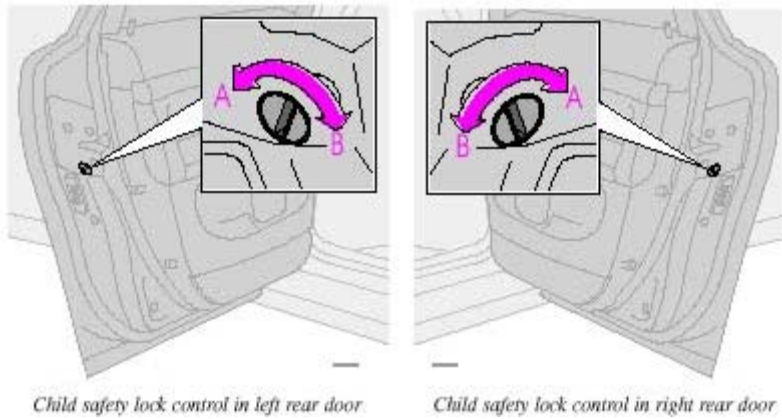 A
B
A
B
Child safety lock control in left rear door
Child safety lock control in right rear door